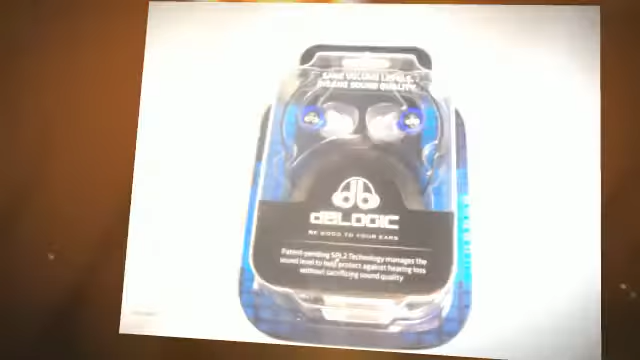 SANE VOLUME LEVELS.
INSANE SOUND QUALITY.
dBLOGIC
BE GOOD TO YOUR EARS
Patent-pending SPL2 Technology manages the
sound level to help protect against hearing loss
without sacrificing sound quality